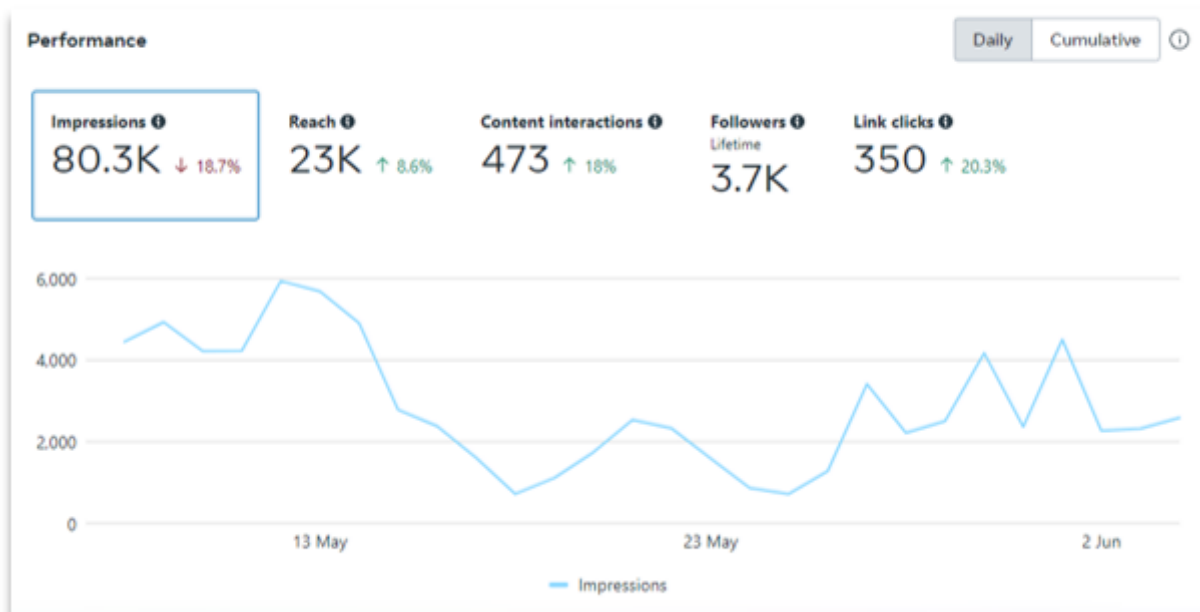 Performance
Daily
Cumulative
Impressions
80.3K ↓ 18.7%
Reach
23K ↑ 8.6%
Content interactions
473 ↑ 18%
Followers
Lifetime
3.7K
Link clicks
350 ↑ 20.3%
6,000
4,000
2,000
0
13 May
23 May
2 Jun
Impressions